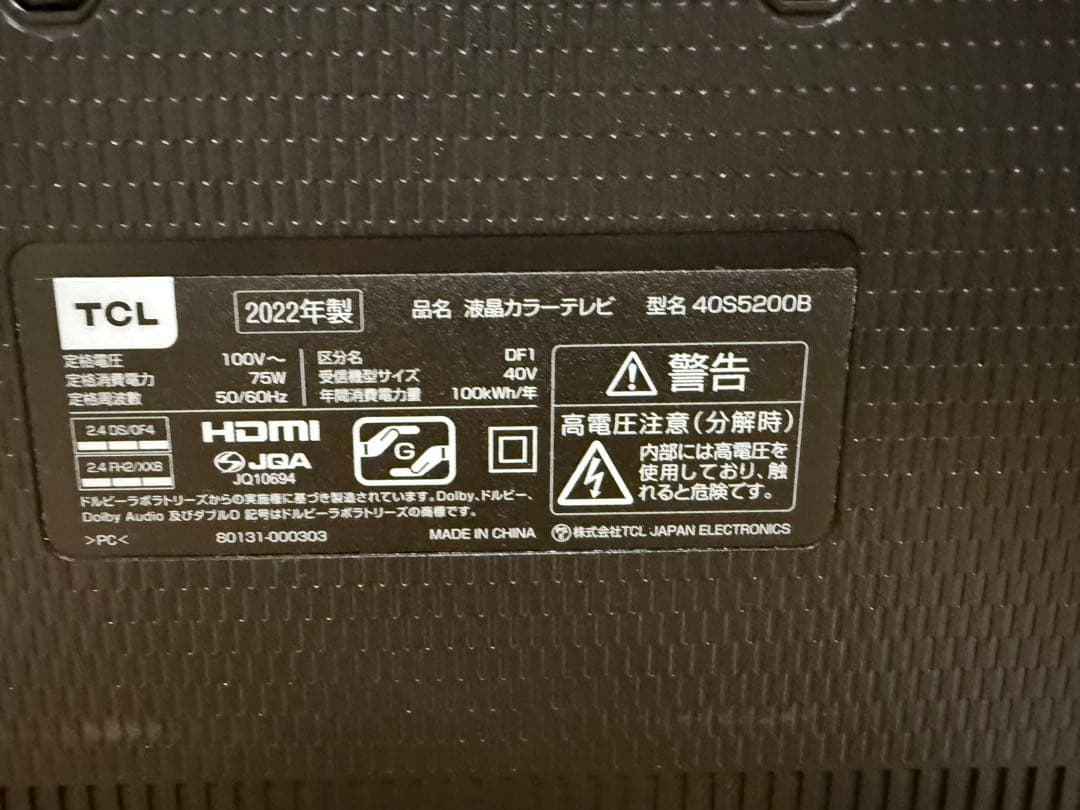 TCL
2022年製
品名 液晶カラーテレビ 型名 40S5200B
定格電圧 100V～
定格消費電力 75W
定格周波数 50/60Hz
区分名 DF1
受信機型サイズ 40V
年間消費電力量 100kWh/年
2.4 DS/OF4
2.4 FH2/XX8
HDMI
JQA
JQ10694
G
ドルビーラボラトリーズからの実施権に基づき製造されています。Dolby、ドルビー、
Dolby Audio 及びダブルD 記号はドルビーラボラトリーズの商標です。
>PC<
80131-000303
MADE IN CHINA
警告
高電圧注意(分解時)
内部には高電圧を
使用しており、触
れると危険です。
株式会社TCL JAPAN ELECTRONICS